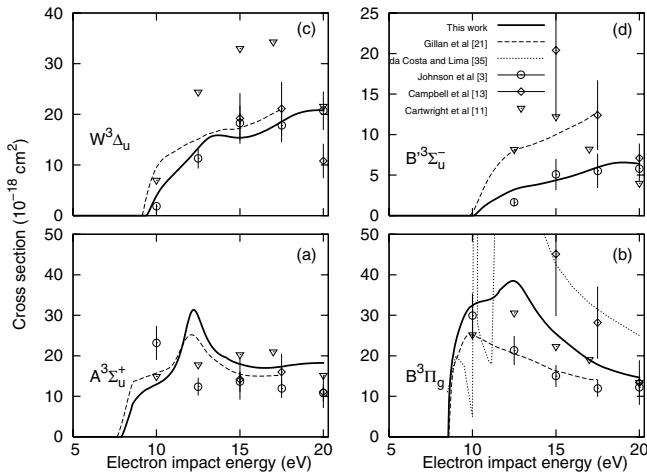 Cross section (10⁻¹⁸ cm²)
50
40
30
20
10
0
(c)
W³Δᵤ
25
20
15
10
5
0
(d)
This work
Gillan et al [21]
da Costa and Lima [35]
Johnson et al [3]
Campbell et al [13]
Cartwright et al [11]
B'³Σᵤ⁻
50
40
30
20
10
0
(a)
A³Σᵤ⁺
5 10 15 20
Electron impact energy (eV)
50
40
30
20
10
0
(b)
B³Πg
5 10 15 20
Electron impact energy (eV)